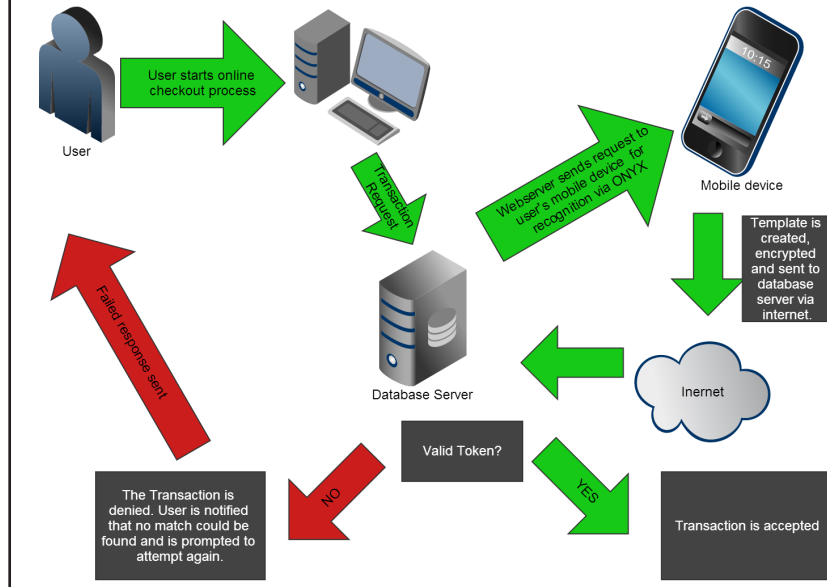 User starts online
checkout process
User
10:15
Mobile device
Transaction
Request
Webserver sends request to
user's mobile device for
recognition via ONYX
Template is
created,
encrypted
and sent to
database
server via
internet.
Inernet
Database Server
Valid Token?
NO
YES
Failed response sent
The Transaction is
denied. User is notified
that no match could be
found and is prompted to
attempt again.
Transaction is accepted